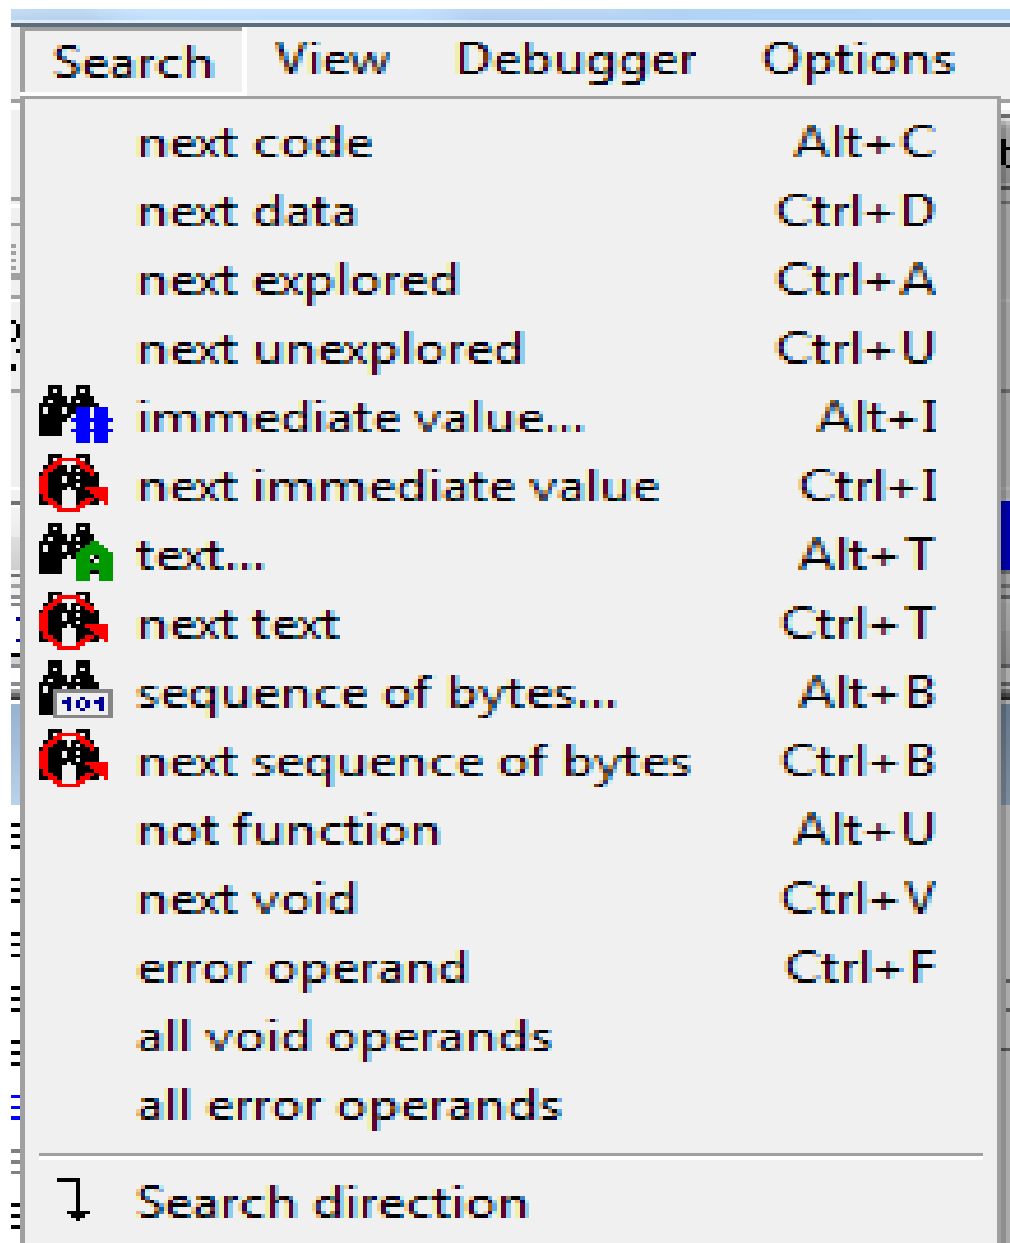 Search View Debugger Options
next code Alt+C
next data Ctrl+D
next explored Ctrl+A
next unexplored Ctrl+U
immediate value... Alt+I
next immediate value Ctrl+I
text... Alt+T
next text Ctrl+T
101
sequence of bytes... Alt+B
next sequence of bytes Ctrl+B
not function Alt+U
next void Ctrl+V
error operand Ctrl+F
all void operands
all error operands
Search direction